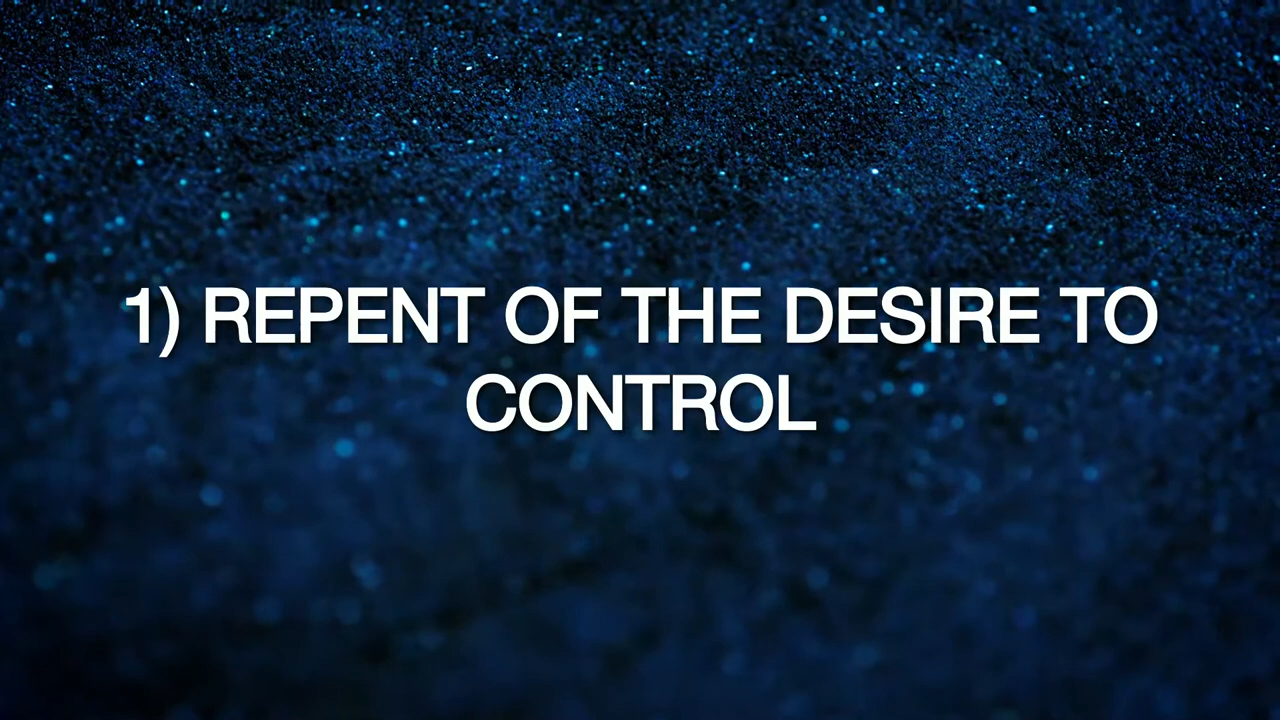 1) REPENT OF THE DESIRE TO
CONTROL